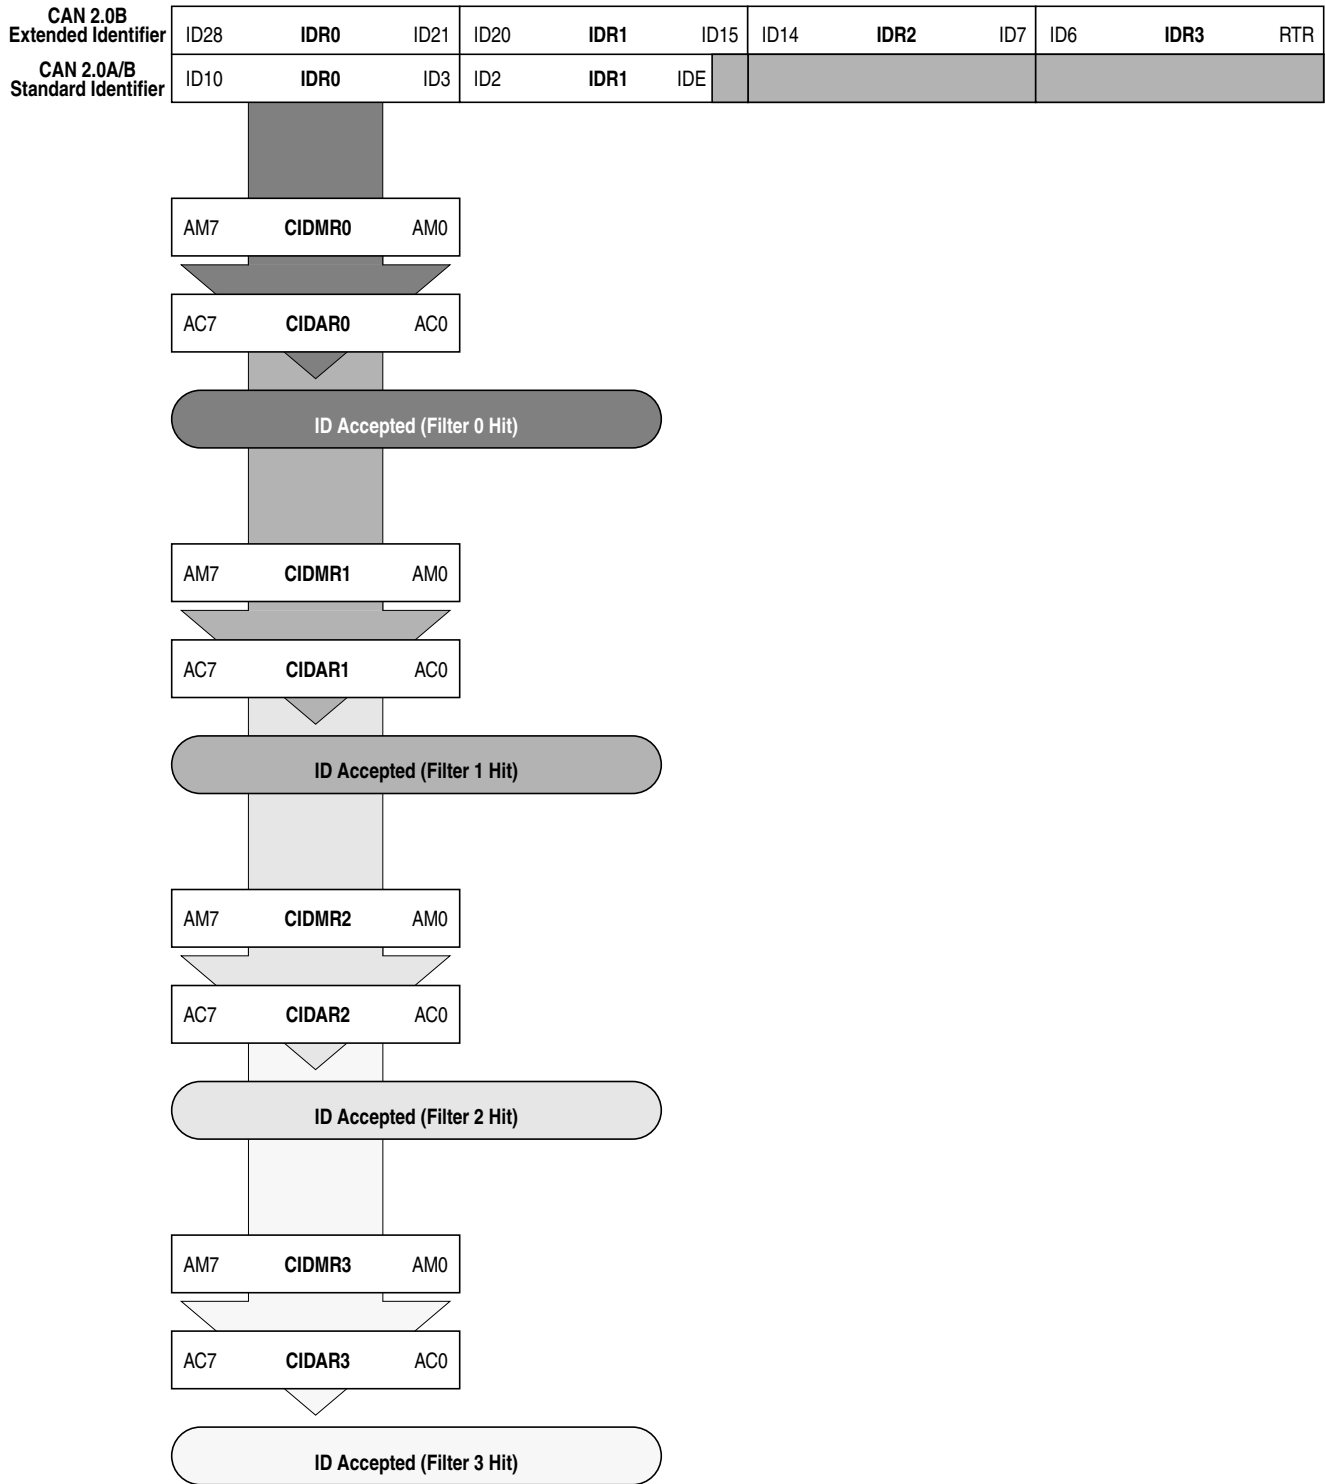 CAN 2.0B
Extended Identifier ID28 IDR0 ID21 ID20 IDR1 ID15 ID14 IDR2 ID7 ID6 IDR3 RTR
CAN 2.0A/B
Standard Identifier ID10 IDR0 ID3 ID2 IDR1 IDE
AM7 CIDMR0 AM0
AC7 CIDAR0 AC0
ID Accepted (Filter 0 Hit)
AM7 CIDMR1 AM0
AC7 CIDAR1 AC0
ID Accepted (Filter 1 Hit)
AM7 CIDMR2 AM0
AC7 CIDAR2 AC0
ID Accepted (Filter 2 Hit)
AM7 CIDMR3 AM0
AC7 CIDAR3 AC0
ID Accepted (Filter 3 Hit)